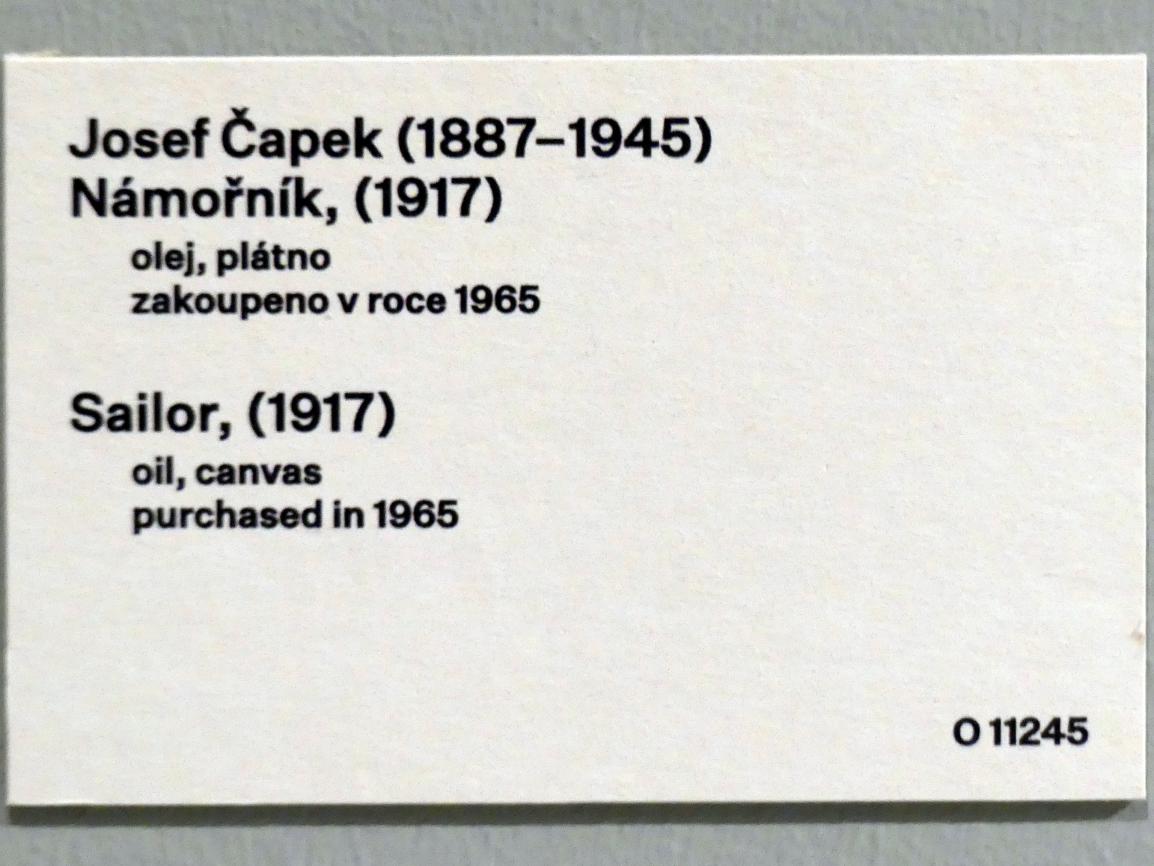 Josef Čapek (1887–1945)
Námořník, (1917)
olej, plátno
zakoupeno v roce 1965
Sailor, (1917)
oil, canvas
purchased in 1965
O 11245